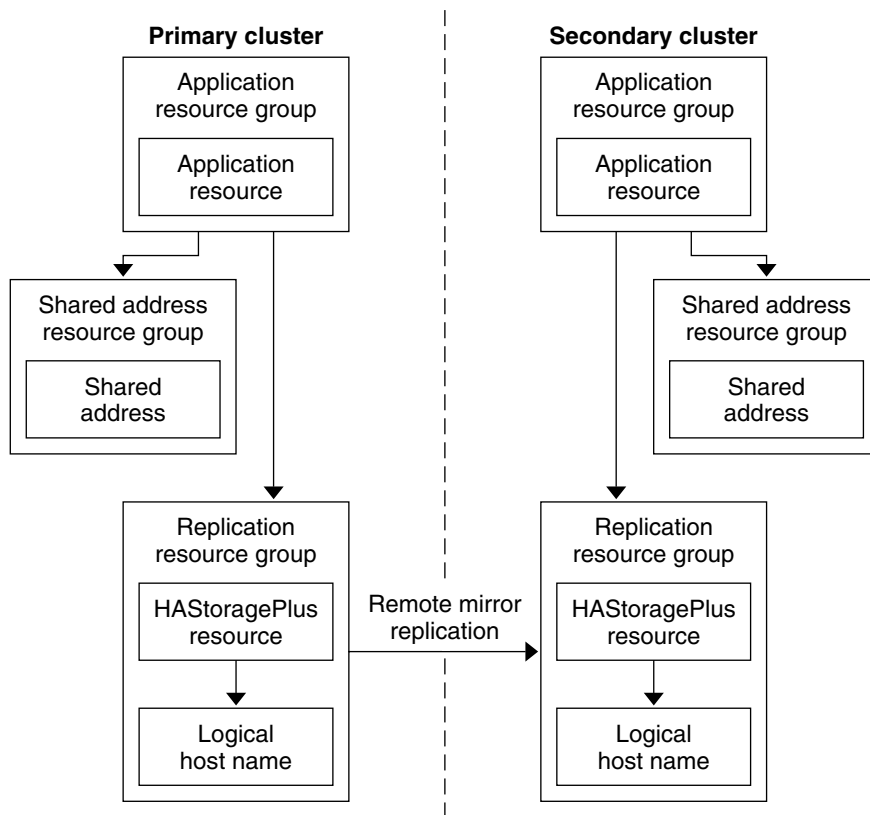 Primary cluster
Application
resource group
Application
resource
Shared address
resource group
Shared
address
Replication
resource group
HAStoragePlus
resource
Logical
host name
Remote mirror
replication
Secondary cluster
Application
resource group
Application
resource
Shared address
resource group
Shared
address
Replication
resource group
HAStoragePlus
resource
Logical
host name